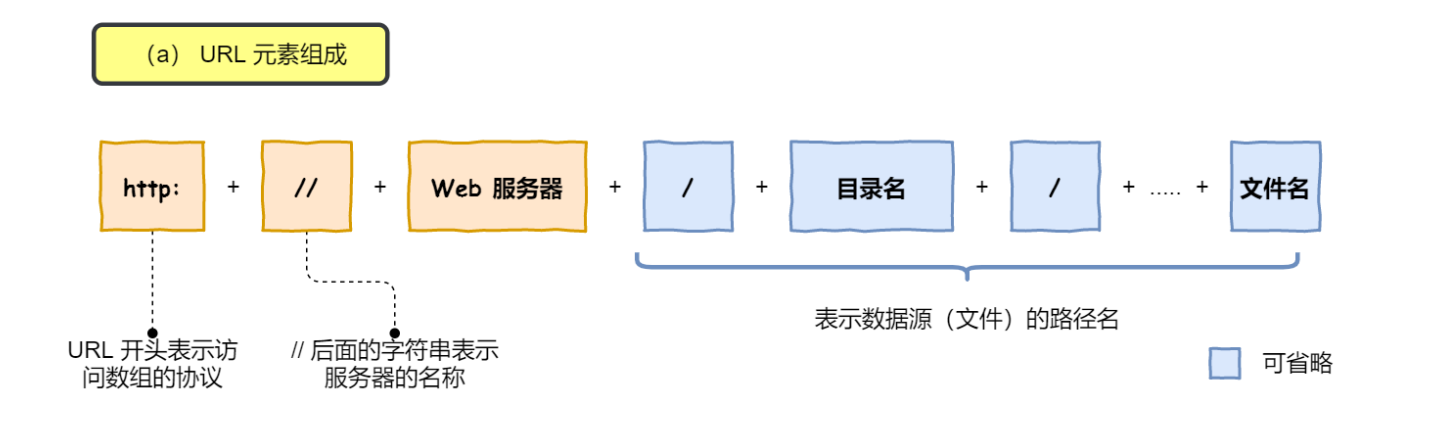 （a） URL 元素组成
http: + // + Web 服务器 + / + 目录名 + / + ..... + 文件名
表示数据源（文件）的路径名
URL 开头表示访
问数组的协议
// 后面的字符串表示
服务器的名称
可省略